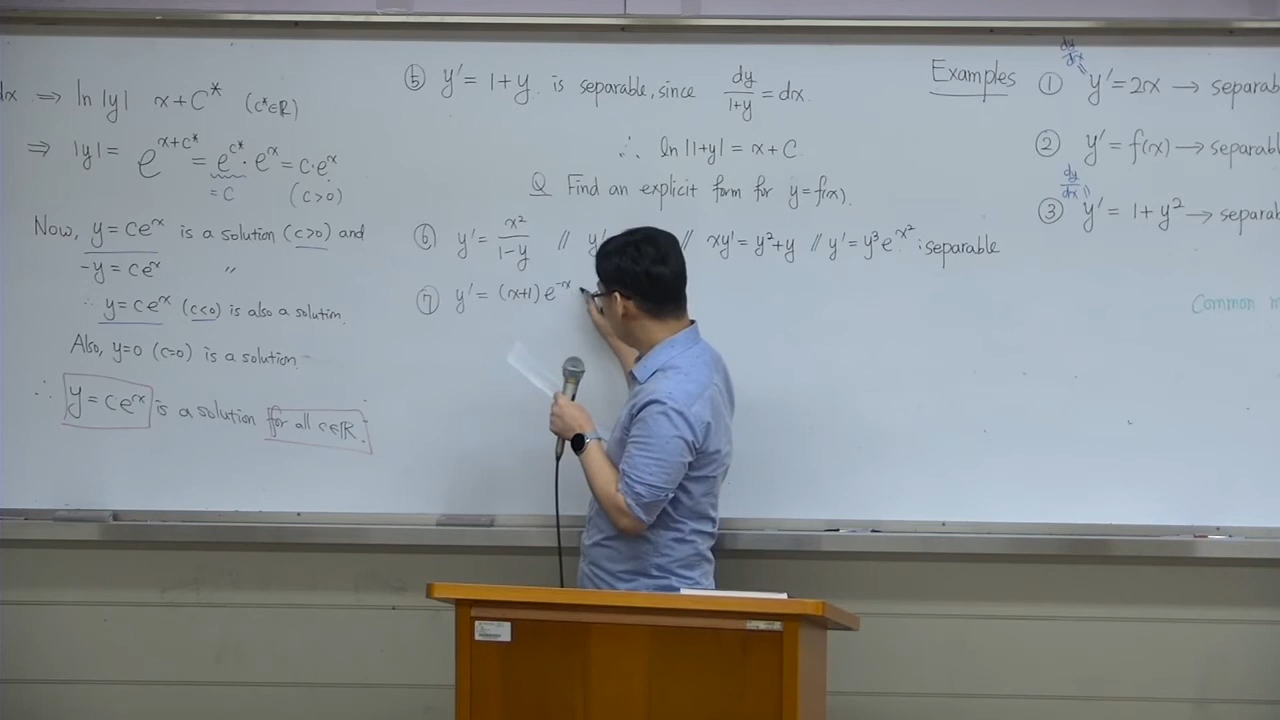 dx ⇒ ln|y| x+C* (c*∈ℝ)
⇒ |y| = e^{x+c*} = e^{c*}·e^x = c·e^x
= C (c>0)
Now, y=ce^x is a solution (c>0) and
-y=ce^x 〃
∴ y=ce^x (c<0) is also a solution.
Also, y=0 (c=0) is a solution.
∴ y=ce^x is a solution for all c∈ℝ.
⑤ y'=1+y is separable, since dy/(1+y) = dx.
∴ ln|1+y| = x+C
Q Find an explicit form for y=f(x).
⑥ y' = x²/(1-y) // y' // xy'=y²+y // y'=y³e^{x²} : separable
⑦ y' = (x+1)e^{-x}
Examples
① dy/dx = y'=2x → separab
② y'=f(x) → separabl
③ dy/dx = y'=1+y² → separa
Common